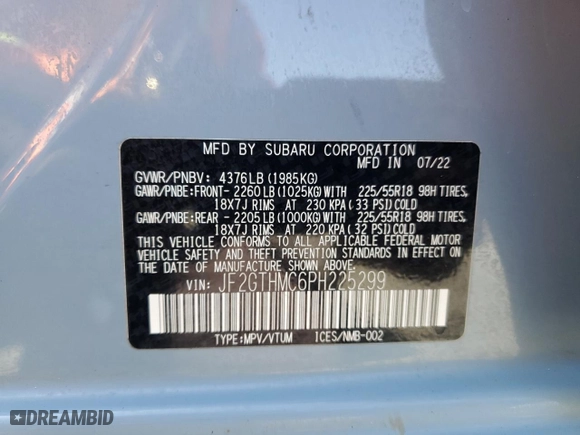 MFD BY SUBARU CORPORATION 07/22
GVWR/PNBV: 4376LB(1985KG)
GAWR/PNBE:FRONT- 2260LB(1025KG)WITH 225/55R18 98H TIRES,
18X7J RIMS AT 230 KPA( 33 PSI)COLD
GAWR/PNBE:REAR - 2205LB(1000KG)WITH 225/55R18 98H TIRES,
18X7J RIMS AT 220 KPA( 32 PSI)COLD
THIS VEHICLE CONFORMS TO ALL APPLICABLE FEDERAL MOTOR
VEHICLE SAFETY AND THEFT PREVENTION STANDARDS IN EFFECT
ON THE DATE OF MANUFACTURE SHOWN ABOVE.
VIN: JF2GTHMC6PH225299
TYPE:MPV/VTUM ICES/NMB-002
DREAMBID